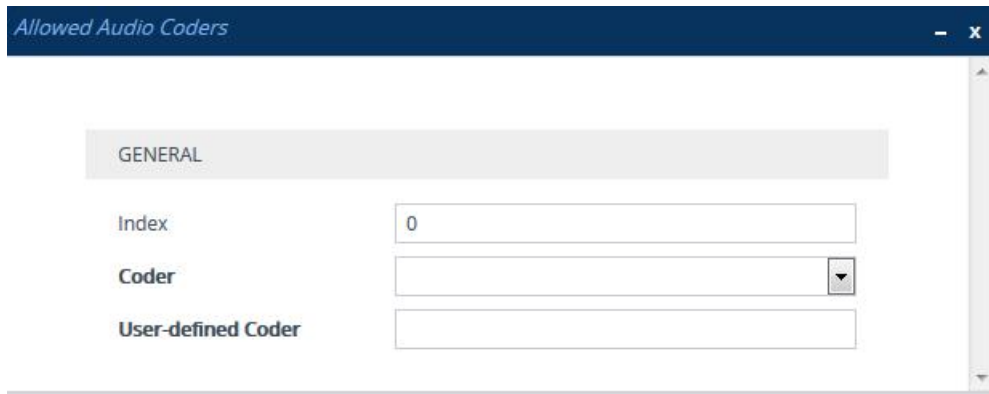 Allowed Audio Coders – x
GENERAL
Index 0
Coder
User-defined Coder